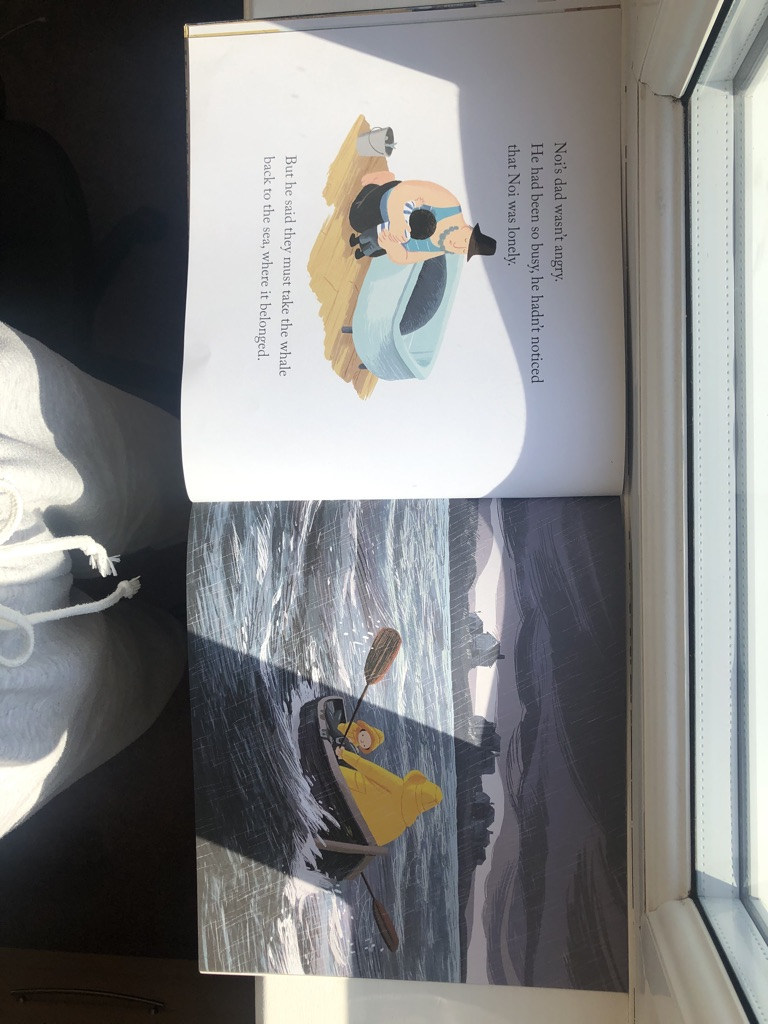 Noi's dad wasn't angry.
He had been so busy, he hadn't noticed
that Noi was lonely.
But he said they must take the whale
back to the sea, where it belonged.